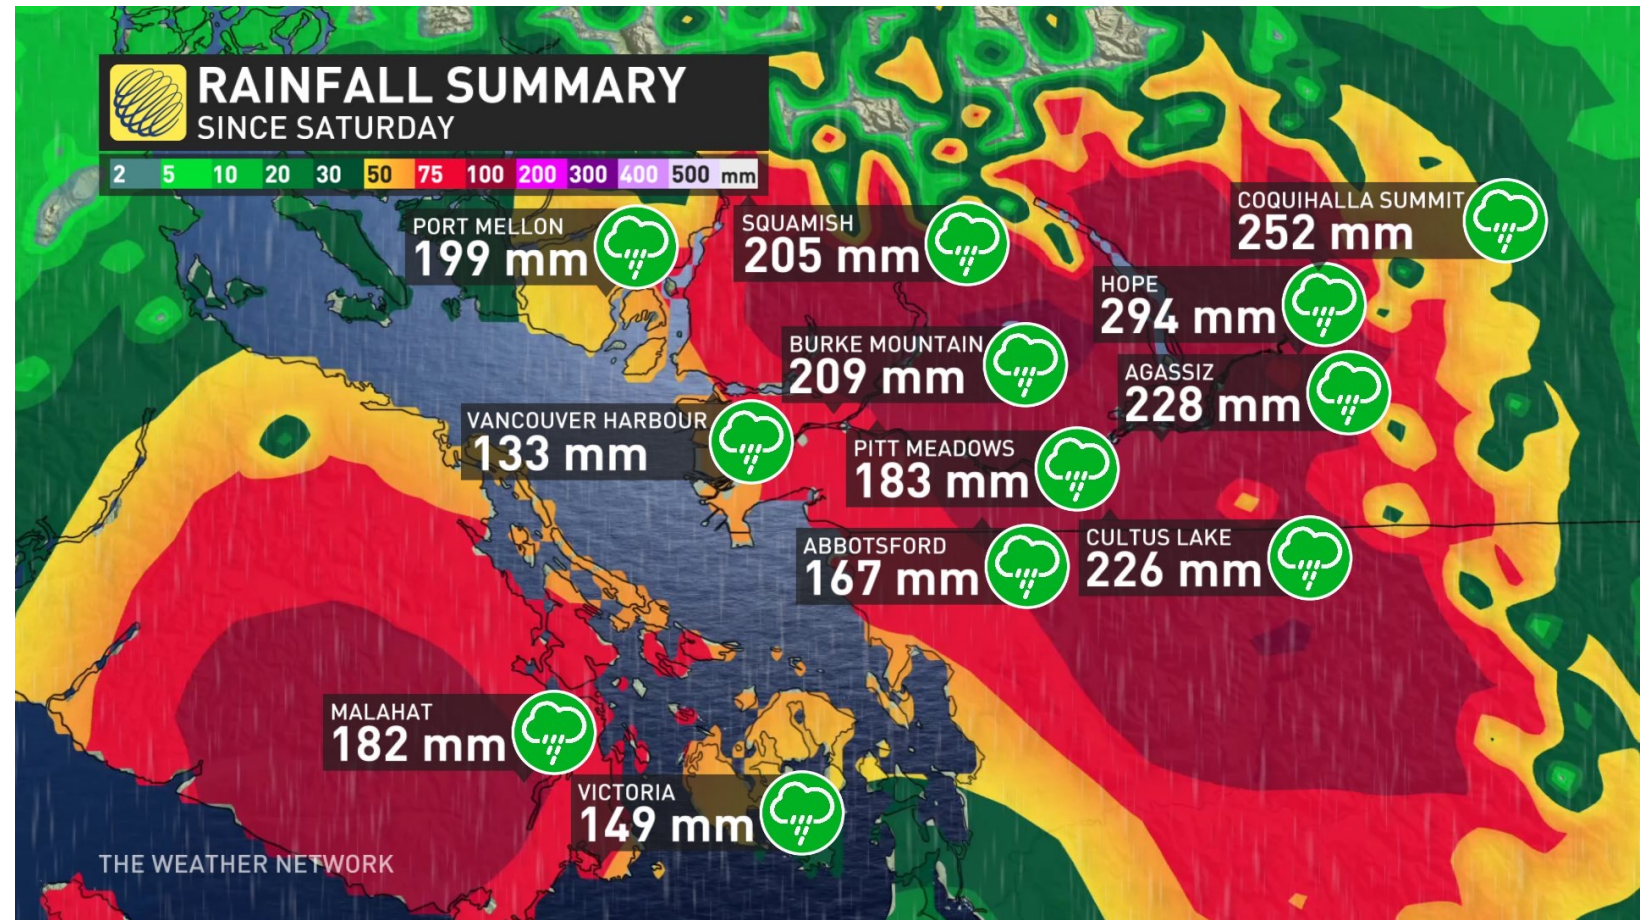 RAINFALL SUMMARY
SINCE SATURDAY
2 5 10 20 30 50 75 100 200 300 400 500 mm
PORT MELLON
199 mm
SQUAMISH
205 mm
COQUIHALLA SUMMIT
252 mm
HOPE
294 mm
BURKE MOUNTAIN
209 mm
AGASSIZ
228 mm
VANCOUVER HARBOUR
133 mm
PITT MEADOWS
183 mm
ABBOTSFORD
167 mm
CULTUS LAKE
226 mm
MALAHAT
182 mm
VICTORIA
149 mm
THE WEATHER NETWORK